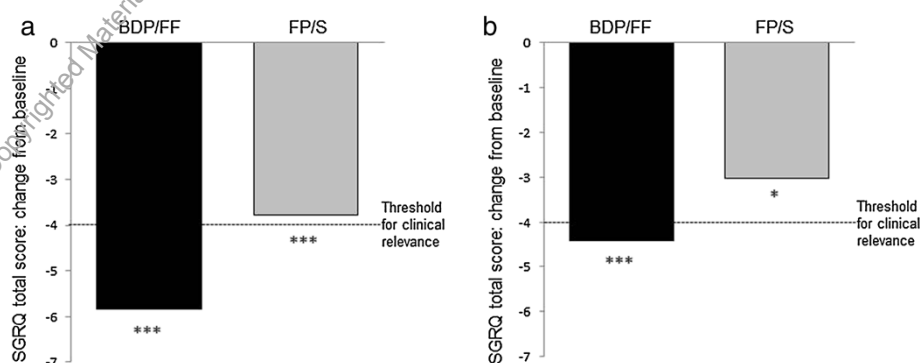 a
BDP/FF
FP/S
SGRQ total score: change from baseline
0
-1
-2
-3
-4
-5
-6
-7
Threshold
for clinical
relevance
***
***
b
BDP/FF
FP/S
SGRQ total score: change from baseline
0
-1
-2
-3
-4
-5
-6
-7
Threshold
for clinical
relevance
***
*